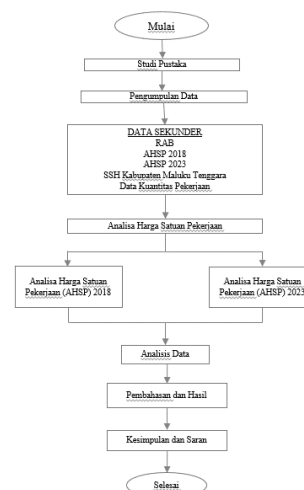 Mulai
Studi Pustaka
Pengumpulan Data
DATA SEKUNDER
RAB
AHSP 2018
AHSP 2023
SSH Kabupaten Maluku Tenggara
Data Kuantitas Pekerjaan
Analisa Harga Satuan Pekerjaan
Analisa Harga Satuan
Pekerjaan (AHSP) 2018
Analisa Harga Satuan
Pekerjaan (AHSP) 2023
Analisis Data
Pembahasan dan Hasil
Kesimpulan dan Saran
Selesai